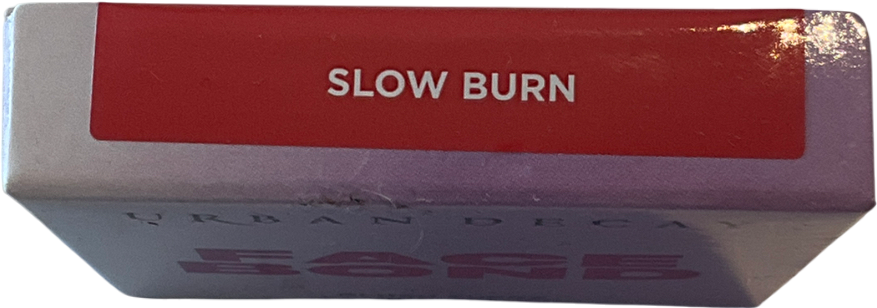 SLOW BURN
URBAN DECAY
FACE
BOND